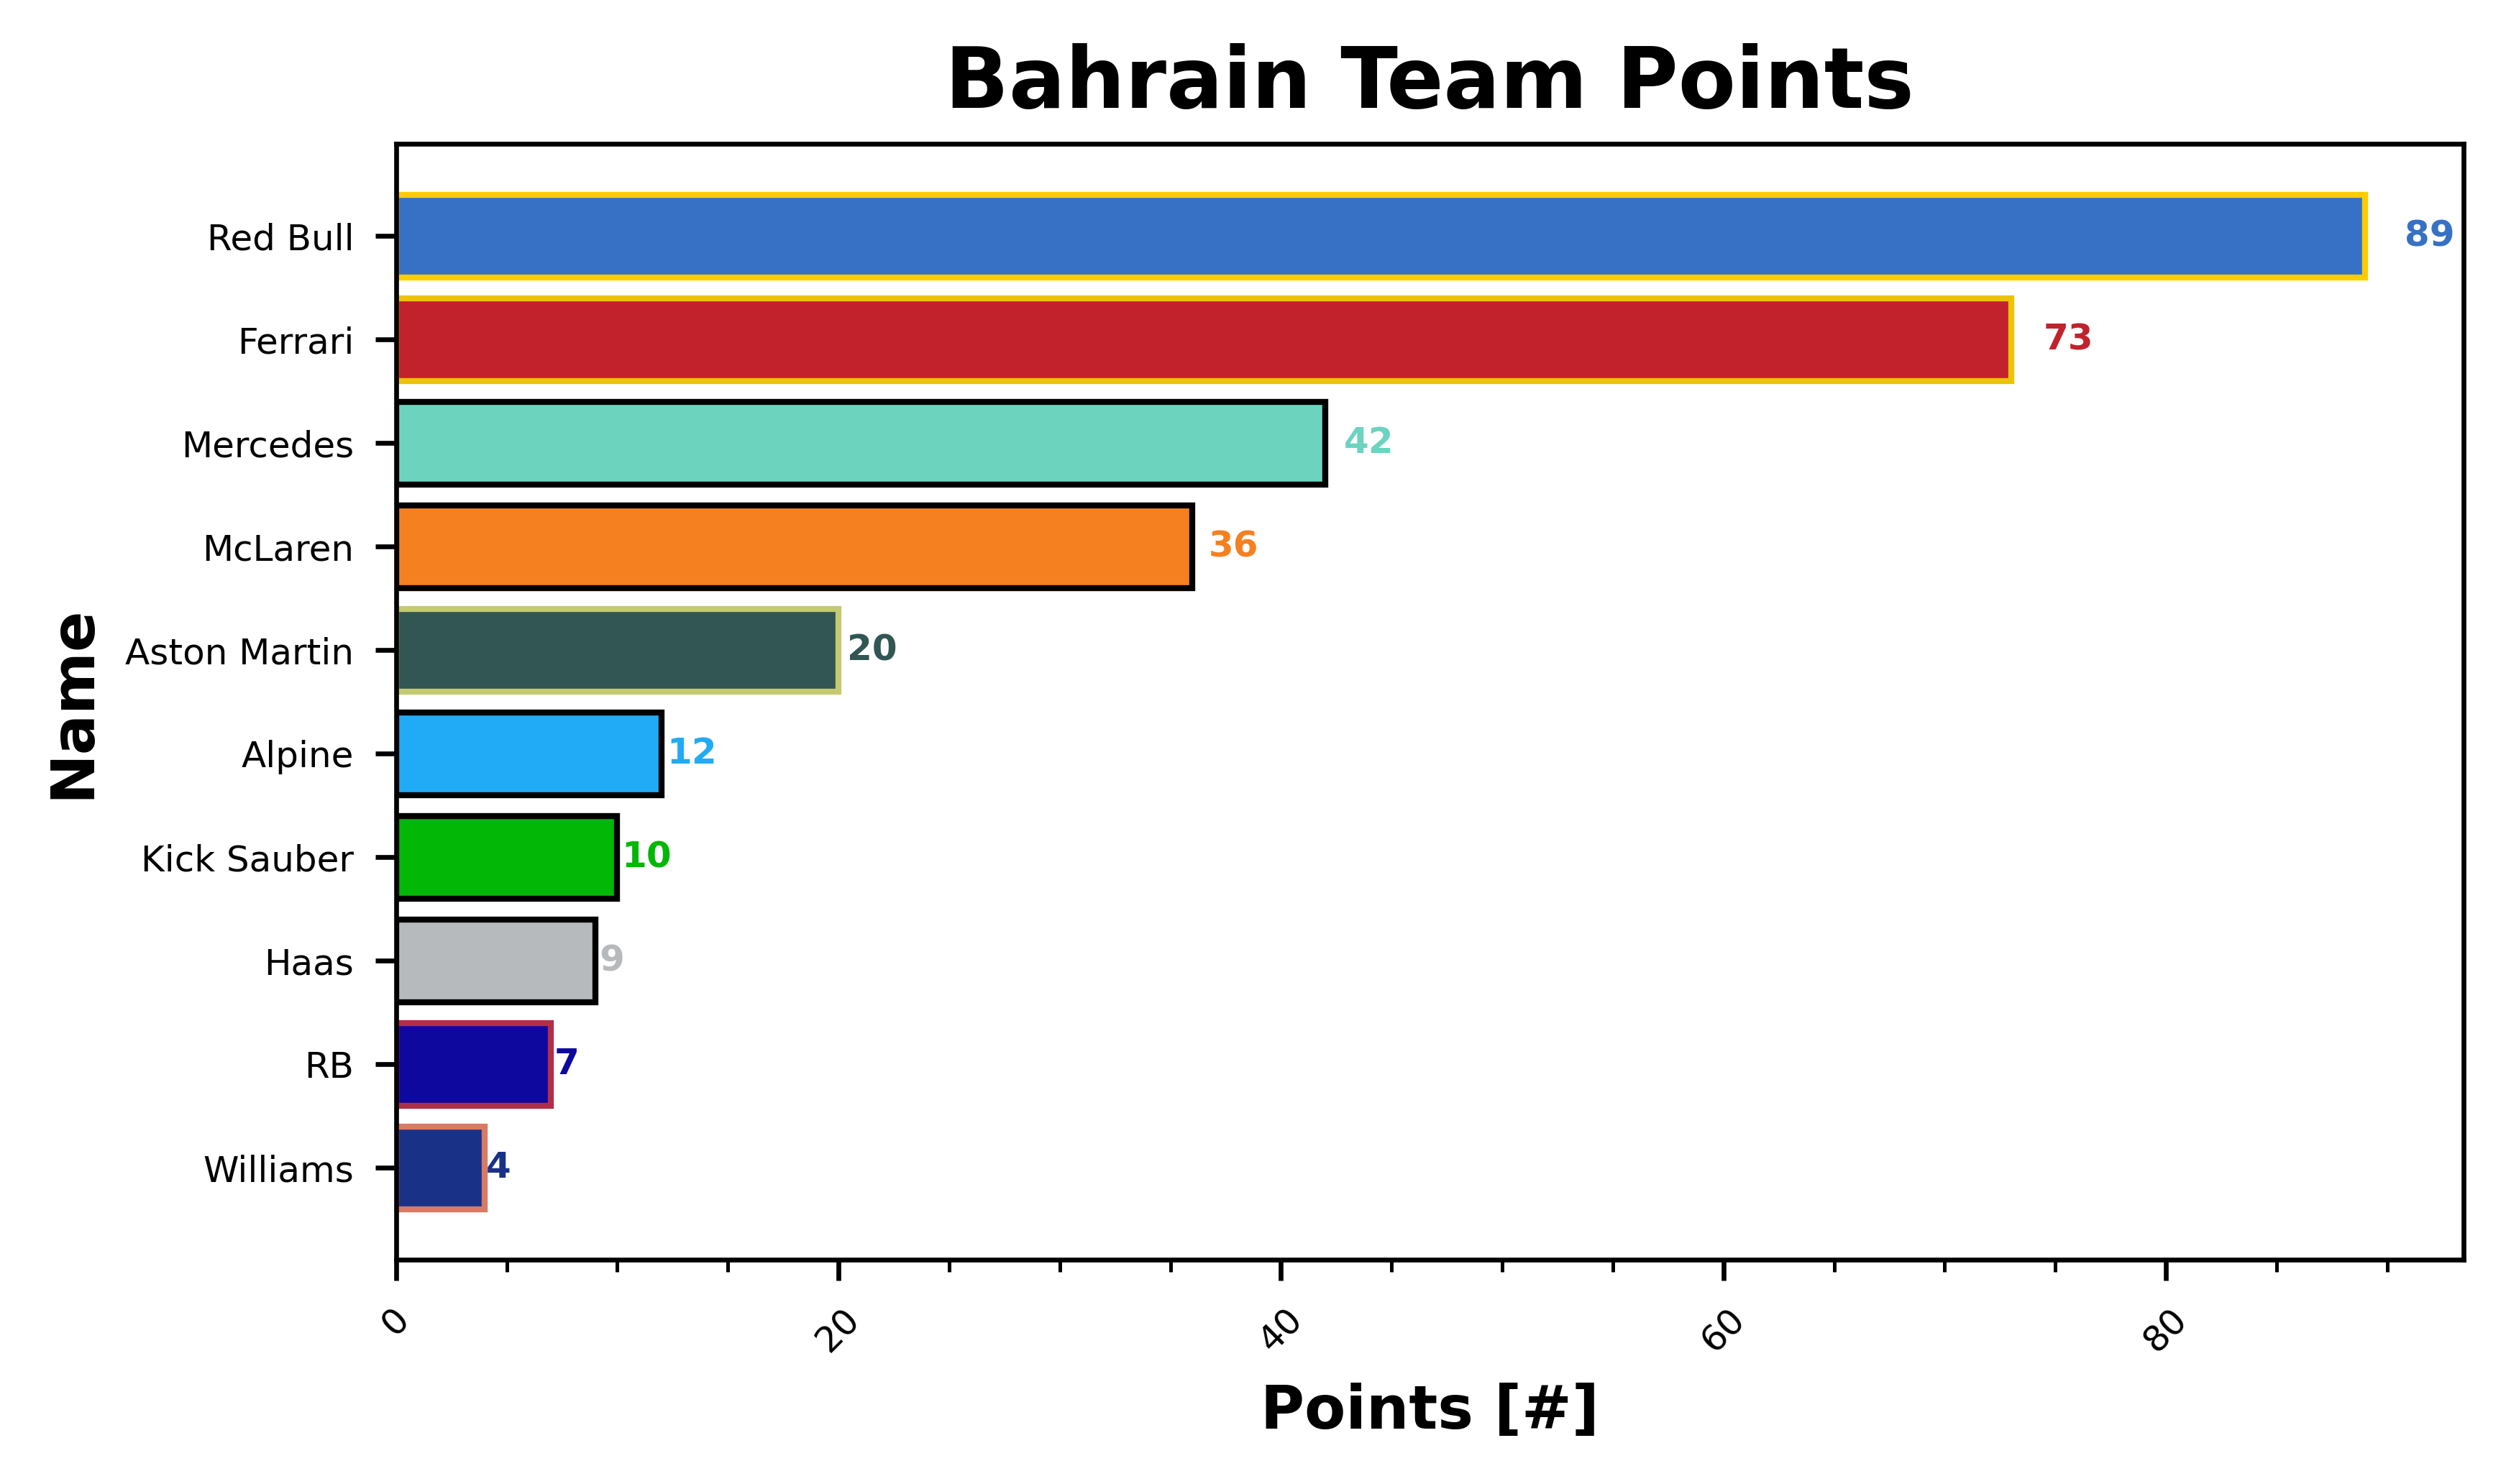 Bahrain Team Points
Name
Red Bull 89
Ferrari 73
Mercedes 42
McLaren 36
Aston Martin 20
Alpine 12
Kick Sauber 10
Haas 9
RB 7
Williams 4
0 20 40 60 80
Points [#]